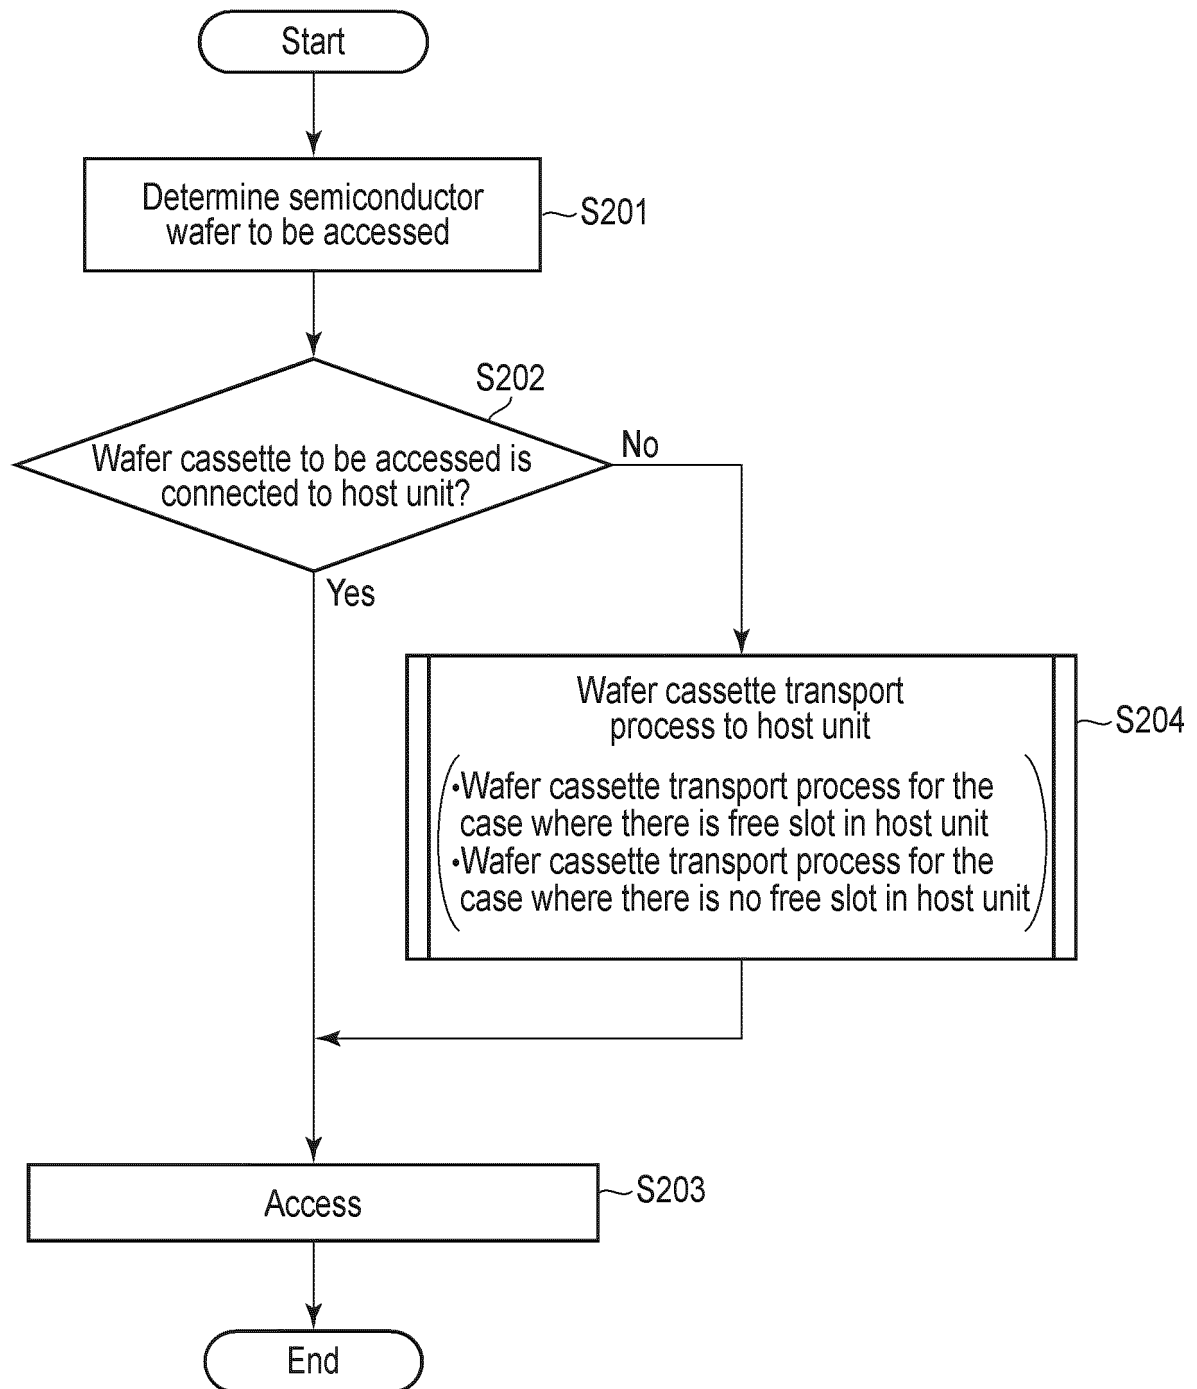 Start
Determine semiconductor
wafer to be accessed
S201
S202
Wafer cassette to be accessed is
connected to host unit?
No
Yes
Wafer cassette transport
process to host unit
S204
•Wafer cassette transport process for the
case where there is free slot in host unit
•Wafer cassette transport process for the
case where there is no free slot in host unit
Access
S203
End